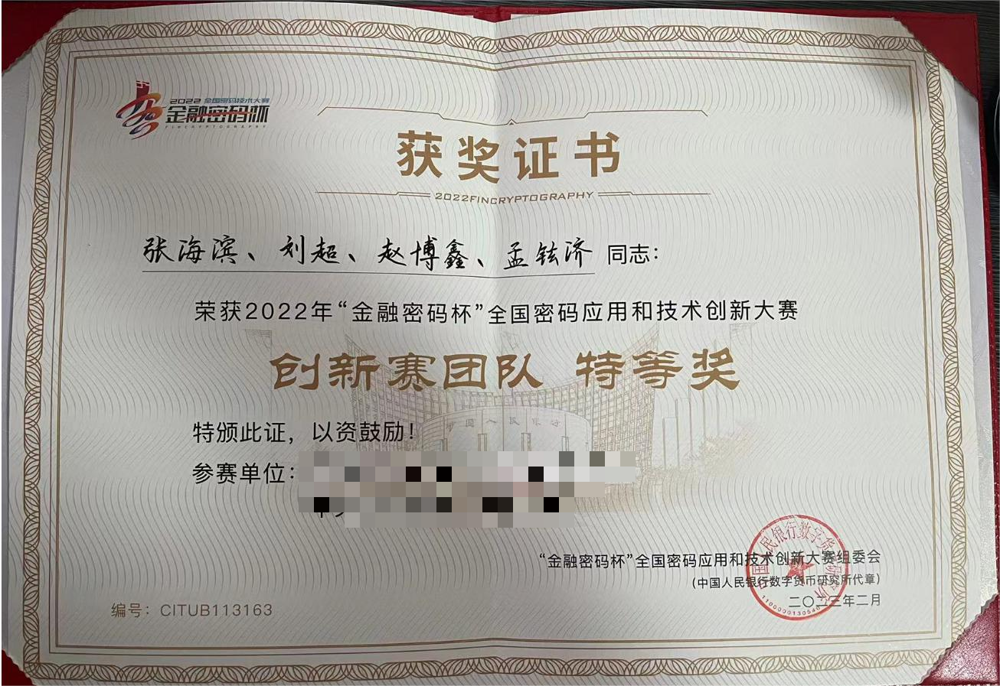 2022 全国密码技术大赛
金融密码杯
FINCRYPTOGRAPHY
获奖证书
2022FINCRYPTOGRAPHY
张海滨、刘超、赵博鑫、孟铉济 同志：
荣获2022年“金融密码杯”全国密码应用和技术创新大赛
创新赛团队 特等奖
中国人民银行
特颁此证，以资鼓励！
参赛单位：
“金融密码杯”全国密码应用和技术创新大赛组委会
（中国人民银行数字货币研究所代章）
二〇二三年二月
编号：CITUB113163